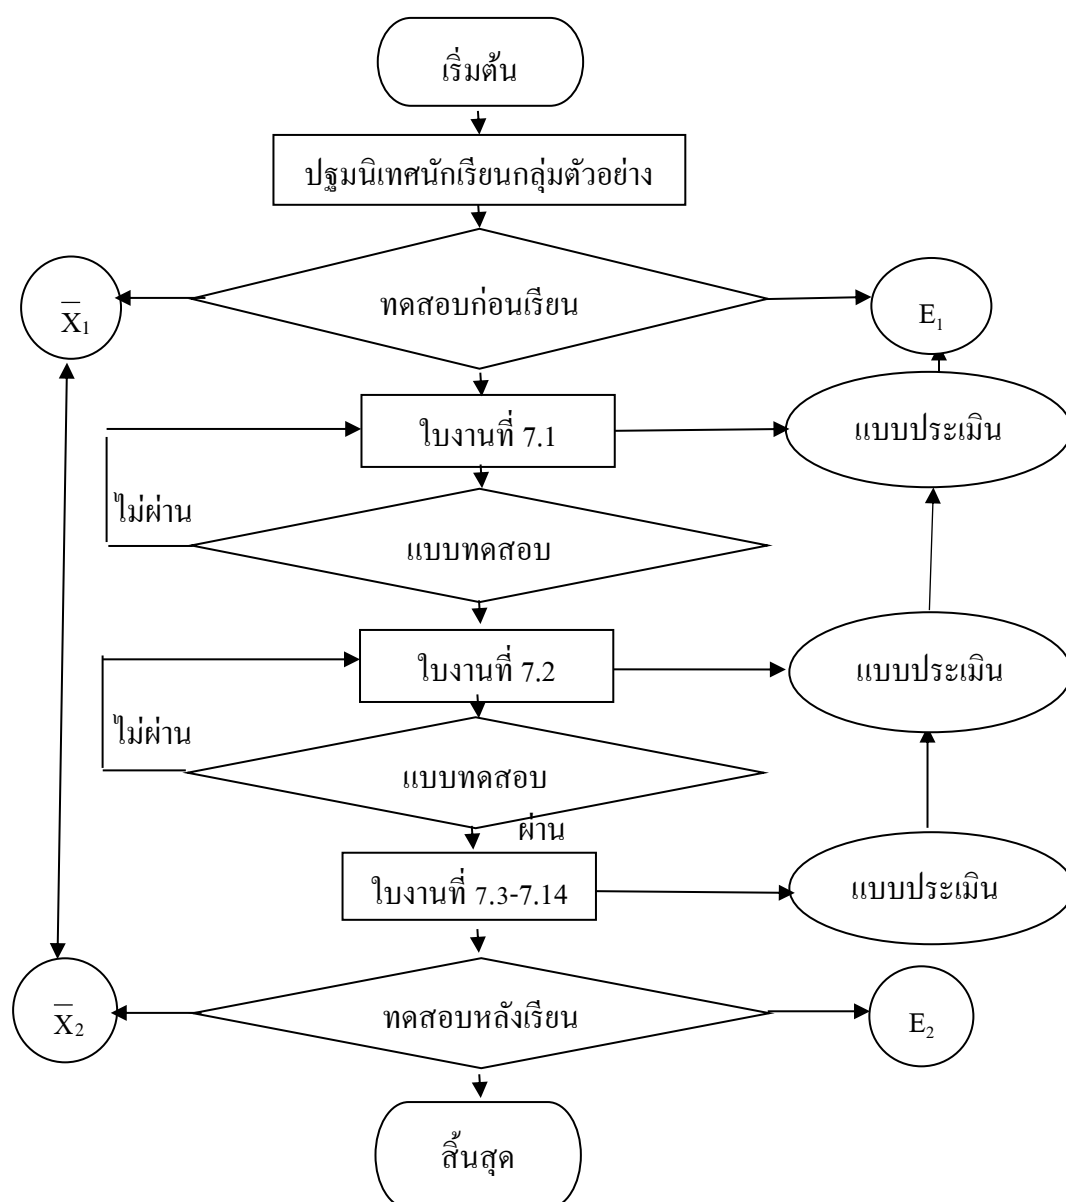 เริ่มต้น
ปฐมนิเทศนักเรียนกลุ่มตัวอย่าง
X̅₁
ทดสอบก่อนเรียน
E₁
ใบงานที่ 7.1
แบบประเมิน
ไม่ผ่าน
แบบทดสอบ
ใบงานที่ 7.2
แบบประเมิน
ไม่ผ่าน
แบบทดสอบ
ผ่าน
ใบงานที่ 7.3-7.14
แบบประเมิน
X̅₂
ทดสอบหลังเรียน
E₂
สิ้นสุด